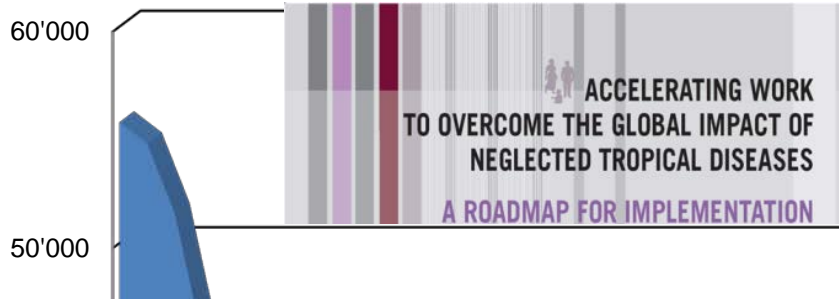 60'000
ACCELERATING WORK
TO OVERCOME THE GLOBAL IMPACT OF
NEGLECTED TROPICAL DISEASES
A ROADMAP FOR IMPLEMENTATION
50'000